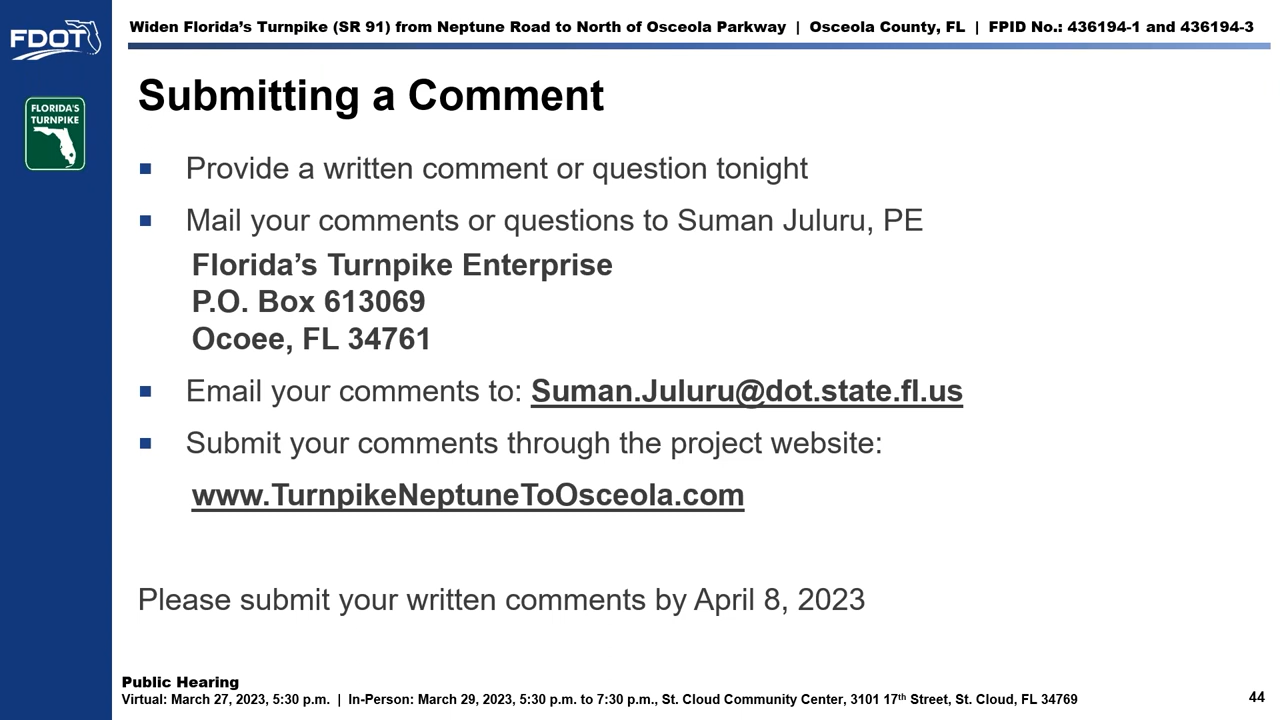 FDOT
Widen Florida’s Turnpike (SR 91) from Neptune Road to North of Osceola Parkway | Osceola County, FL | FPID No.: 436194-1 and 436194-3
FLORIDA'S
TURNPIKE
Submitting a Comment
▪ Provide a written comment or question tonight
▪ Mail your comments or questions to Suman Juluru, PE
Florida’s Turnpike Enterprise
P.O. Box 613069
Ocoee, FL 34761
▪ Email your comments to: Suman.Juluru@dot.state.fl.us
▪ Submit your comments through the project website:
www.TurnpikeNeptuneToOsceola.com
Please submit your written comments by April 8, 2023
Public Hearing
Virtual: March 27, 2023, 5:30 p.m. | In-Person: March 29, 2023, 5:30 p.m. to 7:30 p.m., St. Cloud Community Center, 3101 17th Street, St. Cloud, FL 34769
44